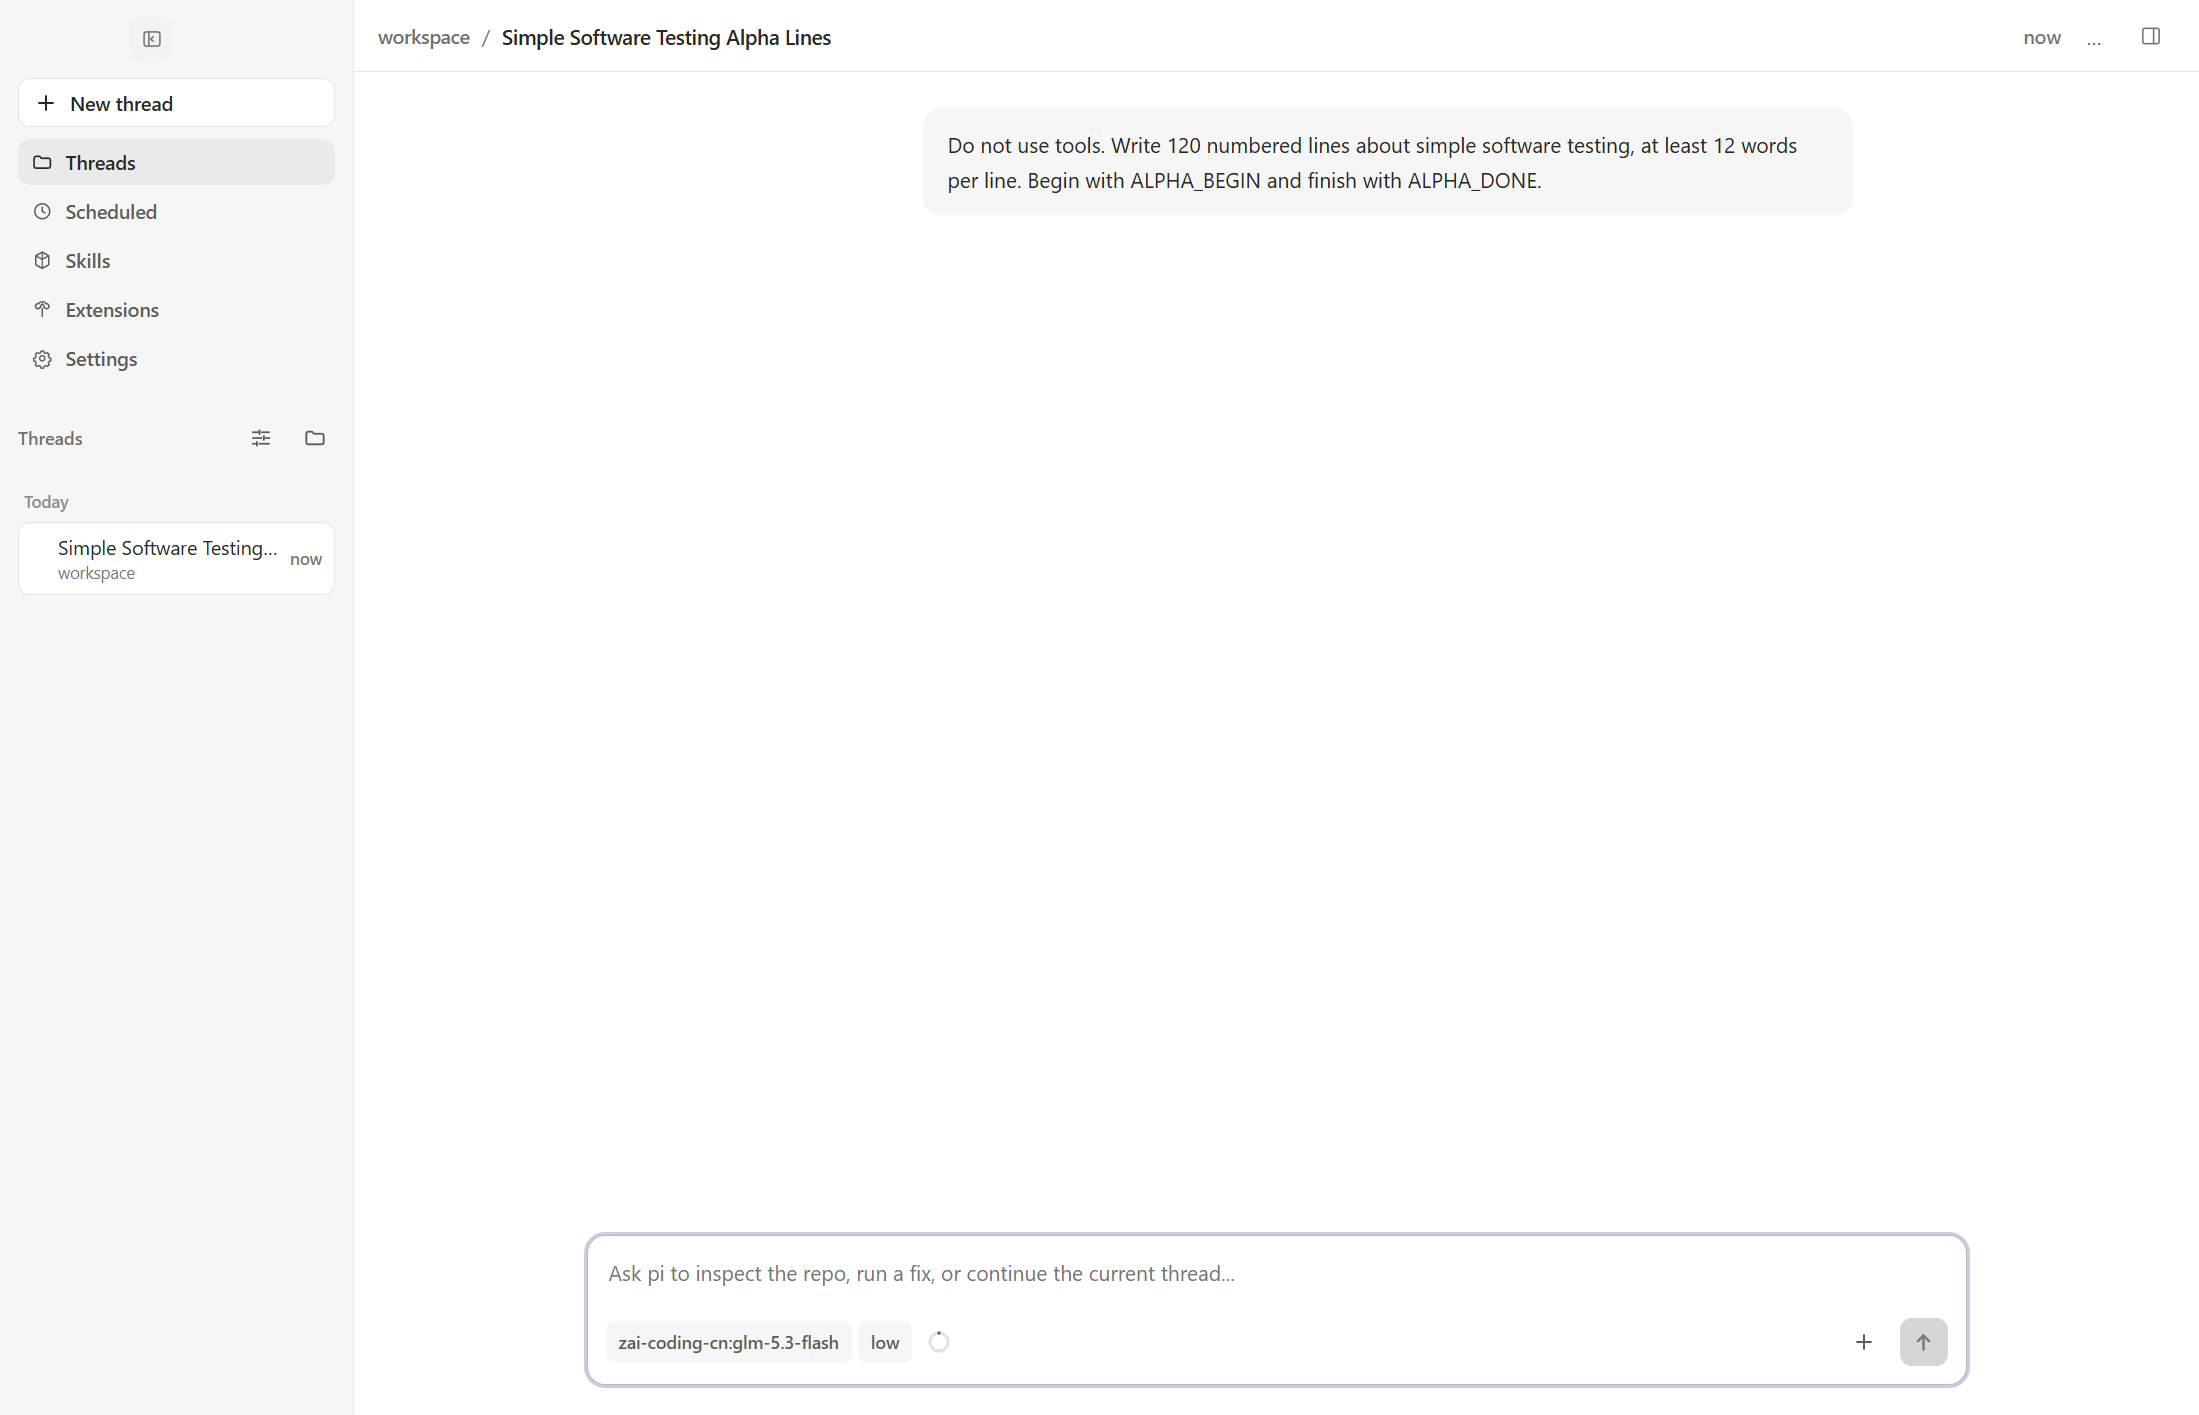 New thread
Threads
Scheduled
Skills
Extensions
Settings
Threads
Today
Simple Software Testing...
now
workspace
workspace / Simple Software Testing Alpha Lines
now ...
Do not use tools. Write 120 numbered lines about simple software testing, at least 12 words
per line. Begin with ALPHA_BEGIN and finish with ALPHA_DONE.
Ask pi to inspect the repo, run a fix, or continue the current thread...
zai-coding-cn:glm-5.3-flash low